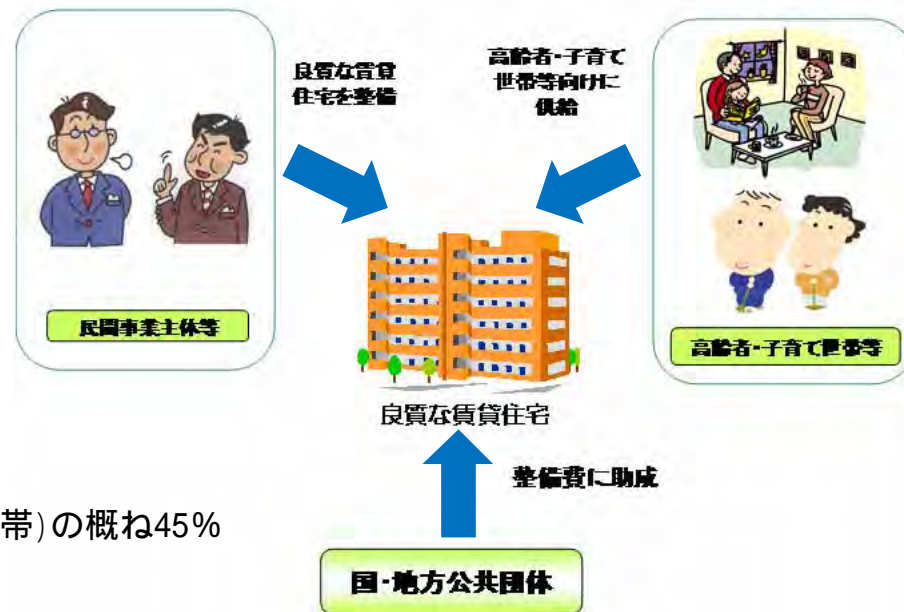 良質な賃貸
住宅を整備
高齢者・子育て
世帯等向けに
供給
民間事業主体等
高齢者・子育て世帯等
良質な賃貸住宅
整備費に助成
帯)の概ね45%
国・地方公共団体